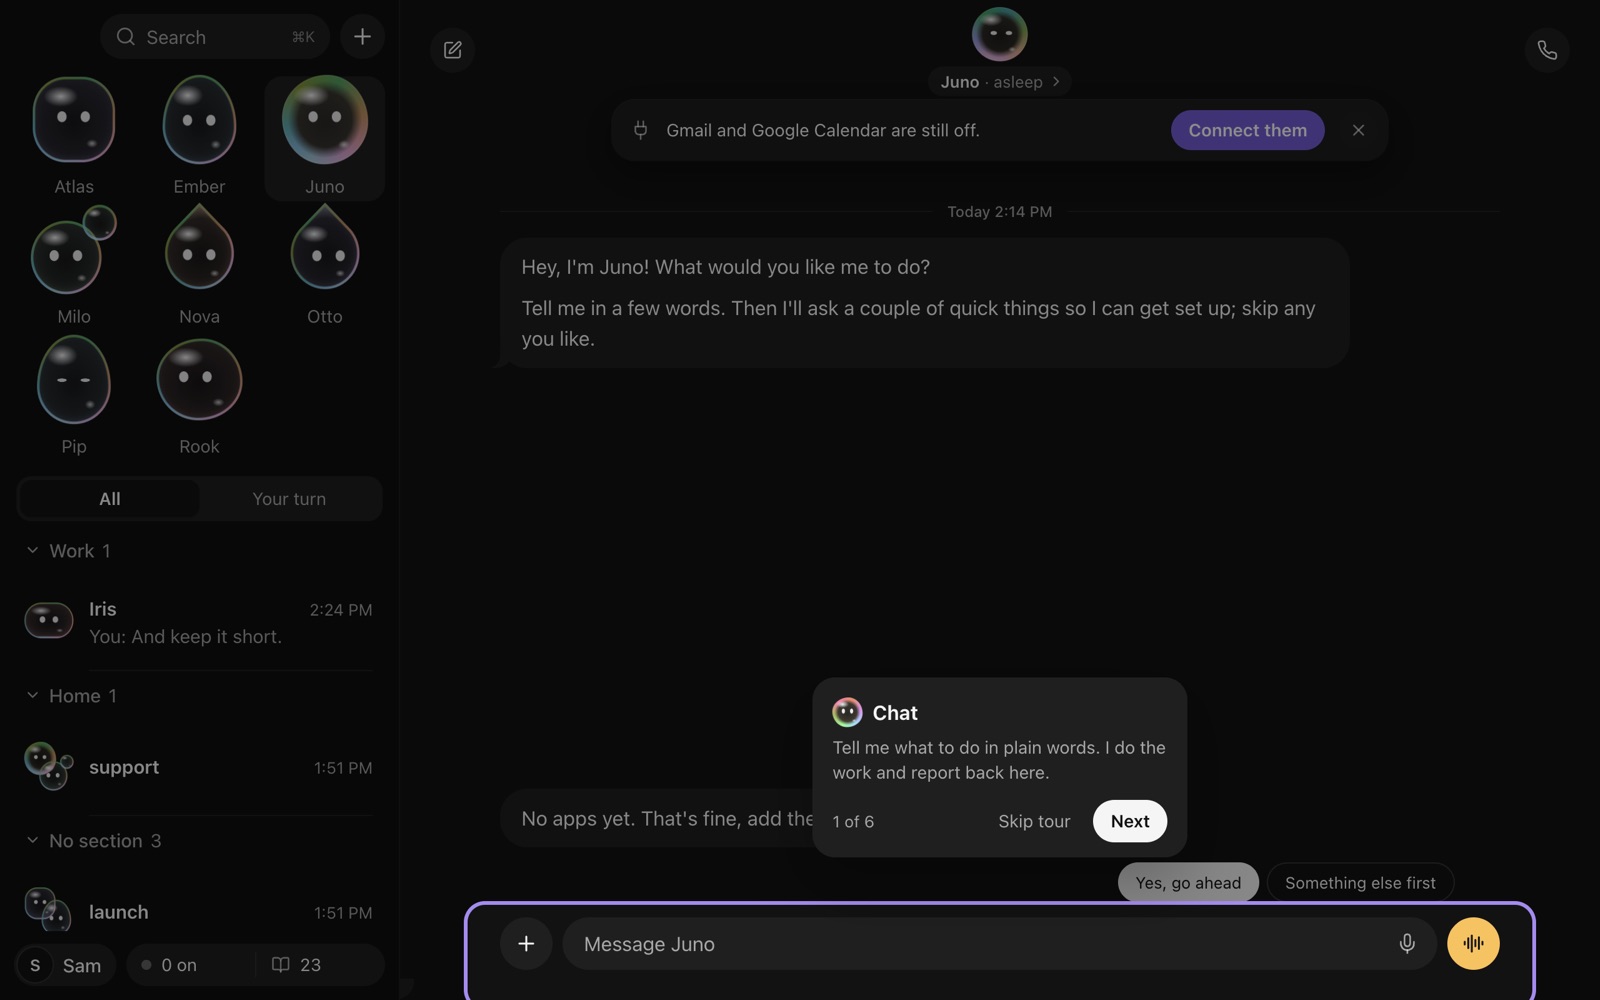 Search ⌘K
Atlas
Ember
Juno
Milo
Nova
Otto
Pip
Rook
All
Your turn
Work 1
Iris 2:24 PM
You: And keep it short.
Home 1
support 1:51 PM
No section 3
launch 1:51 PM
S Sam
0 on
23
Juno · asleep
Gmail and Google Calendar are still off.
Connect them
Today 2:14 PM
Hey, I'm Juno! What would you like me to do?
Tell me in a few words. Then I'll ask a couple of quick things so I can get set up; skip any
you like.
Chat
Tell me what to do in plain words. I do the
work and report back here.
1 of 6
Skip tour
Next
No apps yet. That's fine, add
Yes, go ahead
Something else first
Message Juno